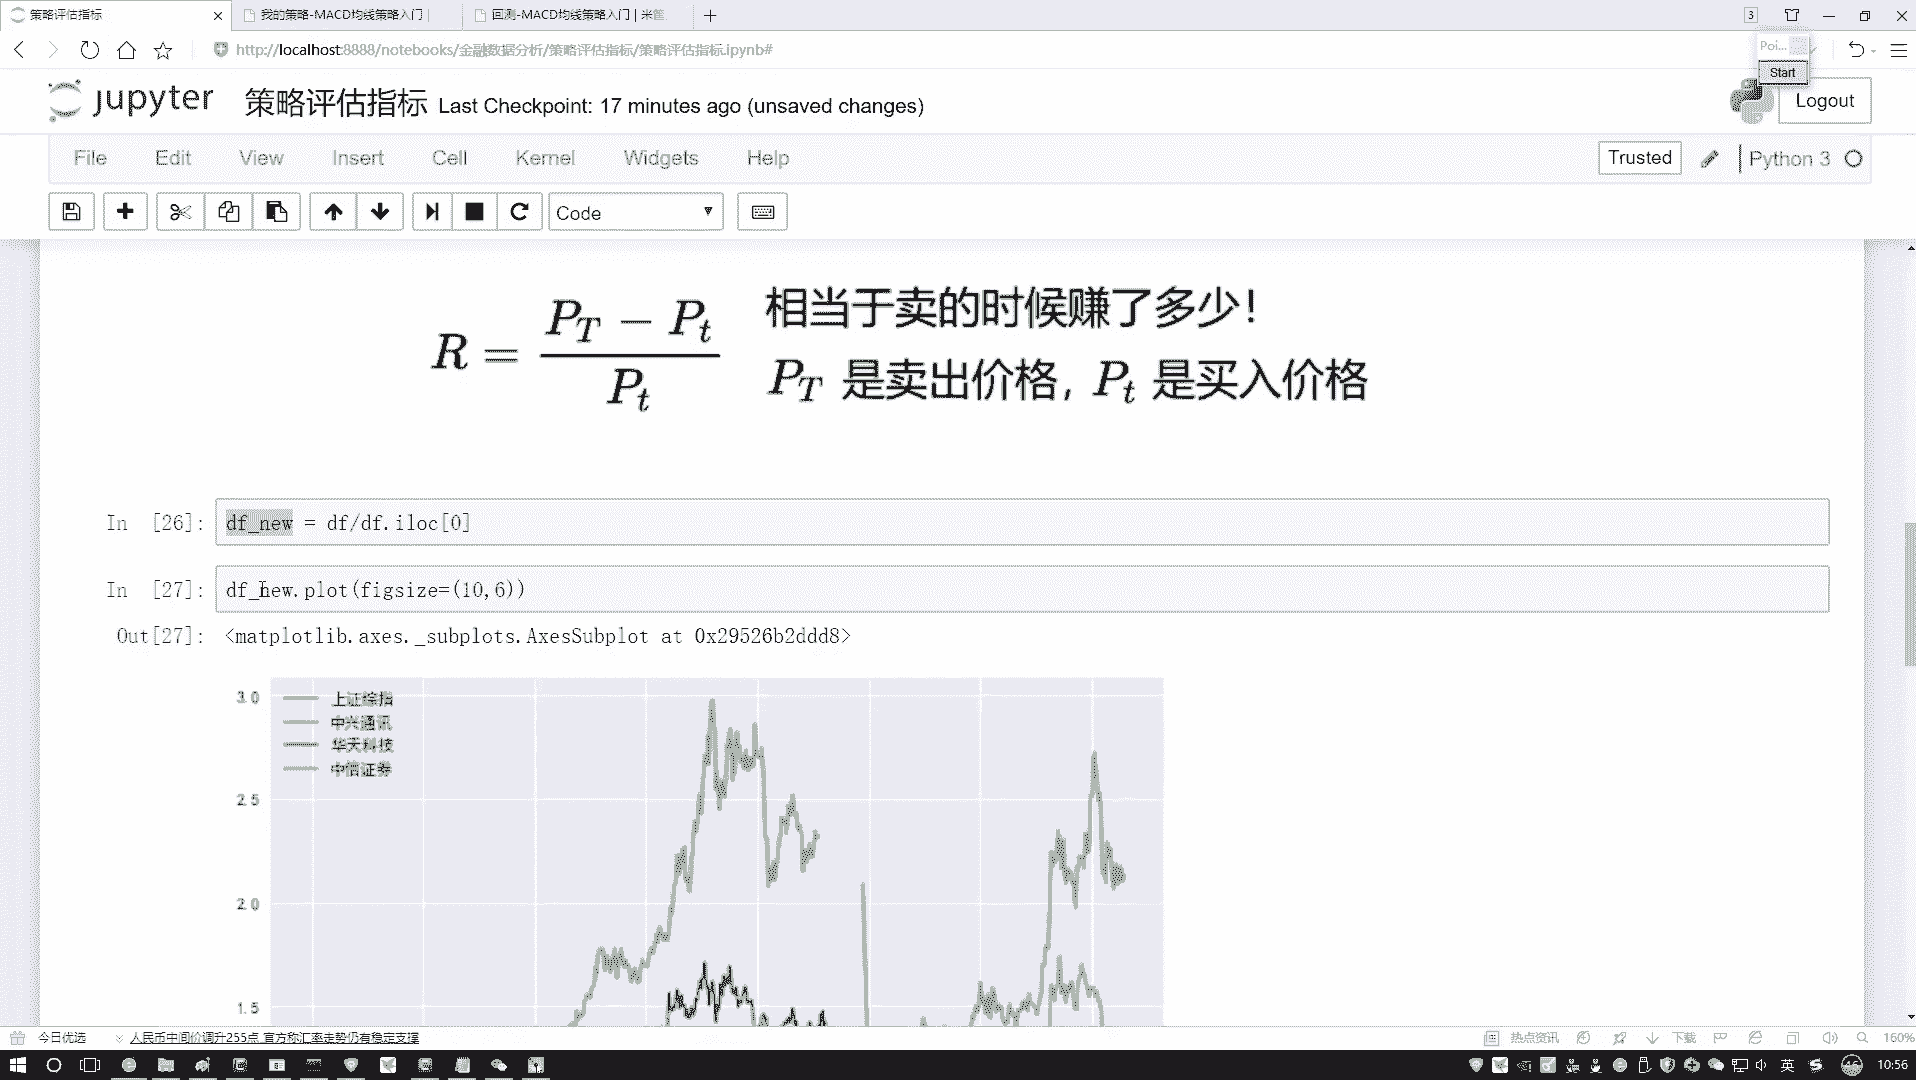 策略评估指标
我的策略-MACD均线策略入门 |
回测-MACD均线策略入门 | 米筐
3
http://localhost:8888/notebooks/金融数据分析/策略评估指标/策略评估指标.ipynb#
Poi...
Start
jupyter 策略评估指标 Last Checkpoint: 17 minutes ago (unsaved changes)
Logout
File Edit View Insert Cell Kernel Widgets Help
Trusted
Python 3
Code
R = (P_T − P_t) / P_t
相当于卖的时候赚了多少!
P_T 是卖出价格, P_t 是买入价格
In [26]: df_new = df/df.iloc[0]
In [27]: df_new.plot(figsize=(10,6))
Out[27]: <matplotlib.axes._subplots.AxesSubplot at 0x29526b2ddd8>
3.0
上证综指
中兴通讯
华天科技
中信证券
2.5
2.0
1.5
今日优选
人民币中间价调升255点 官方称汇率走势仍有稳定支撑
热点资讯
下载
160%
英
46
10:56